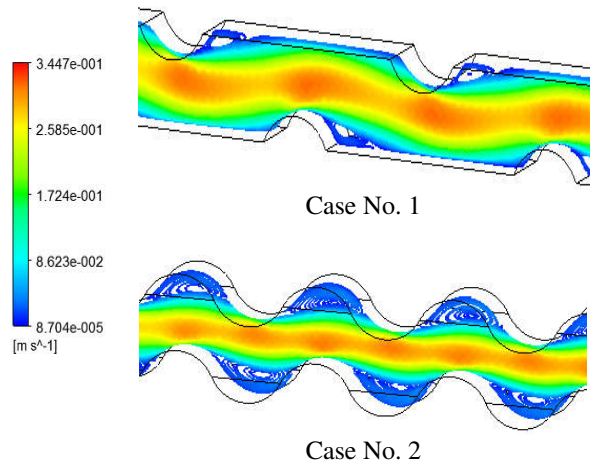 3.447e-001
2.585e-001
1.724e-001
8.623e-002
8.704e-005
[m s^-1]
Case No. 1
Case No. 2